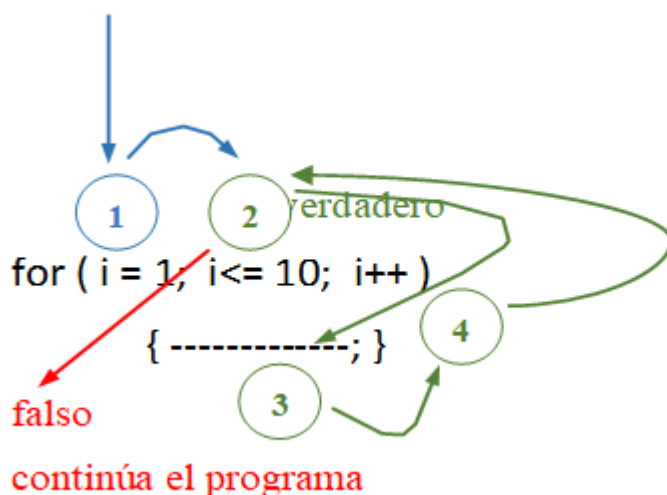 1
2
verdadero
for ( i = 1; i<= 10; i++ )
4
{ -------------; }
3
falso
continúa el programa